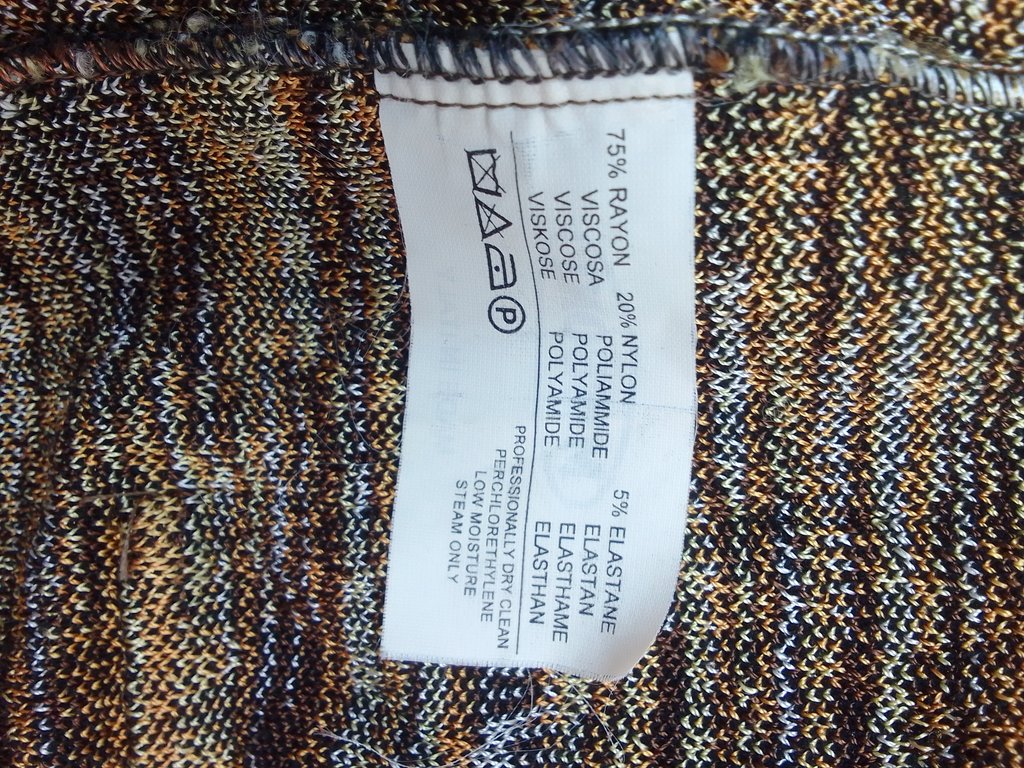 75% RAYON 20% NYLON 5% ELASTANE
VISCOSA POLIAMMIDE ELASTAN
VISCOSE POLYAMIDE ELASTHAME
VISKOSE POLYAMIDE ELASTHAN
P
PROFESSIONALLY DRY CLEAN
PERCHLORETHYLENE
LOW MOISTURE
STEAM ONLY